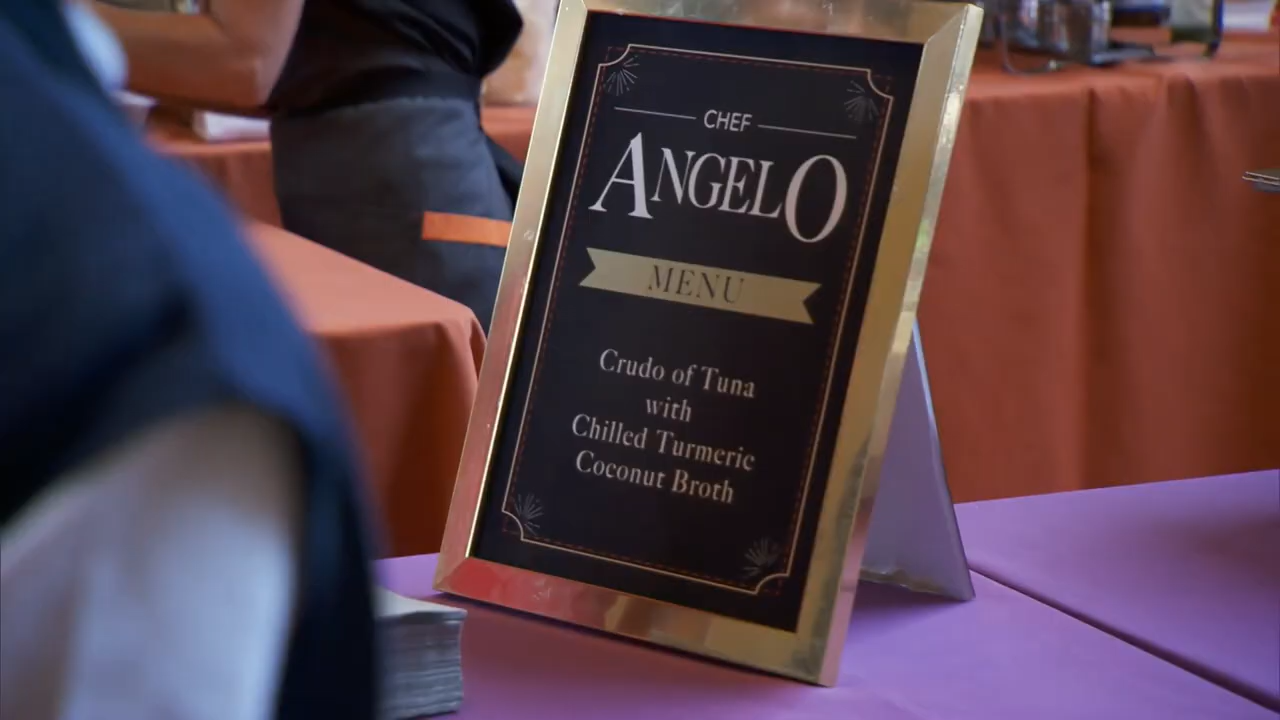 CHEF
ANGELO
MENU
Crudo of Tuna
with
Chilled Turmeric
Coconut Broth